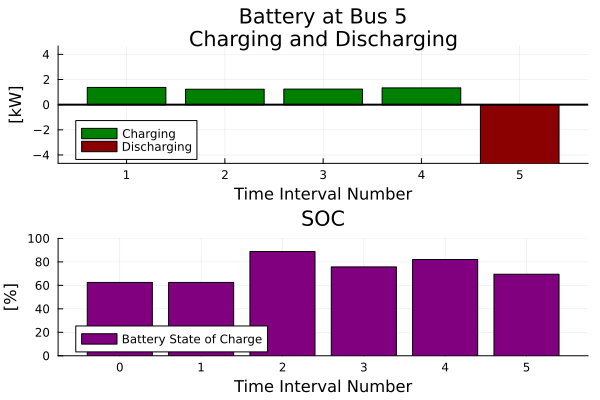 Battery at Bus 5
Charging and Discharging
4
2
0
−2
−4
[kW]
Charging
Discharging
1 2 3 4 5
Time Interval Number
SOC
100
80
60
40
20
0
[%]
Battery State of Charge
0 1 2 3 4 5
Time Interval Number